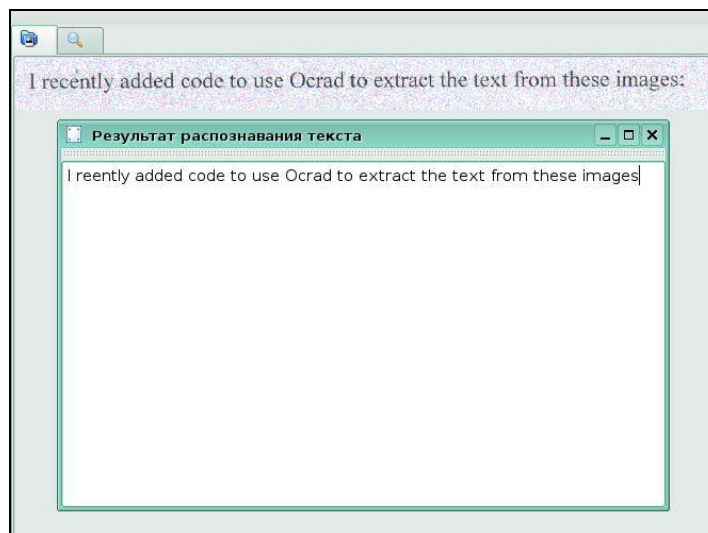 I recently added code to use Ocrad to extract the text from these images:
Результат распознавания текста
I reently added code to use Ocrad to extract the text from these images